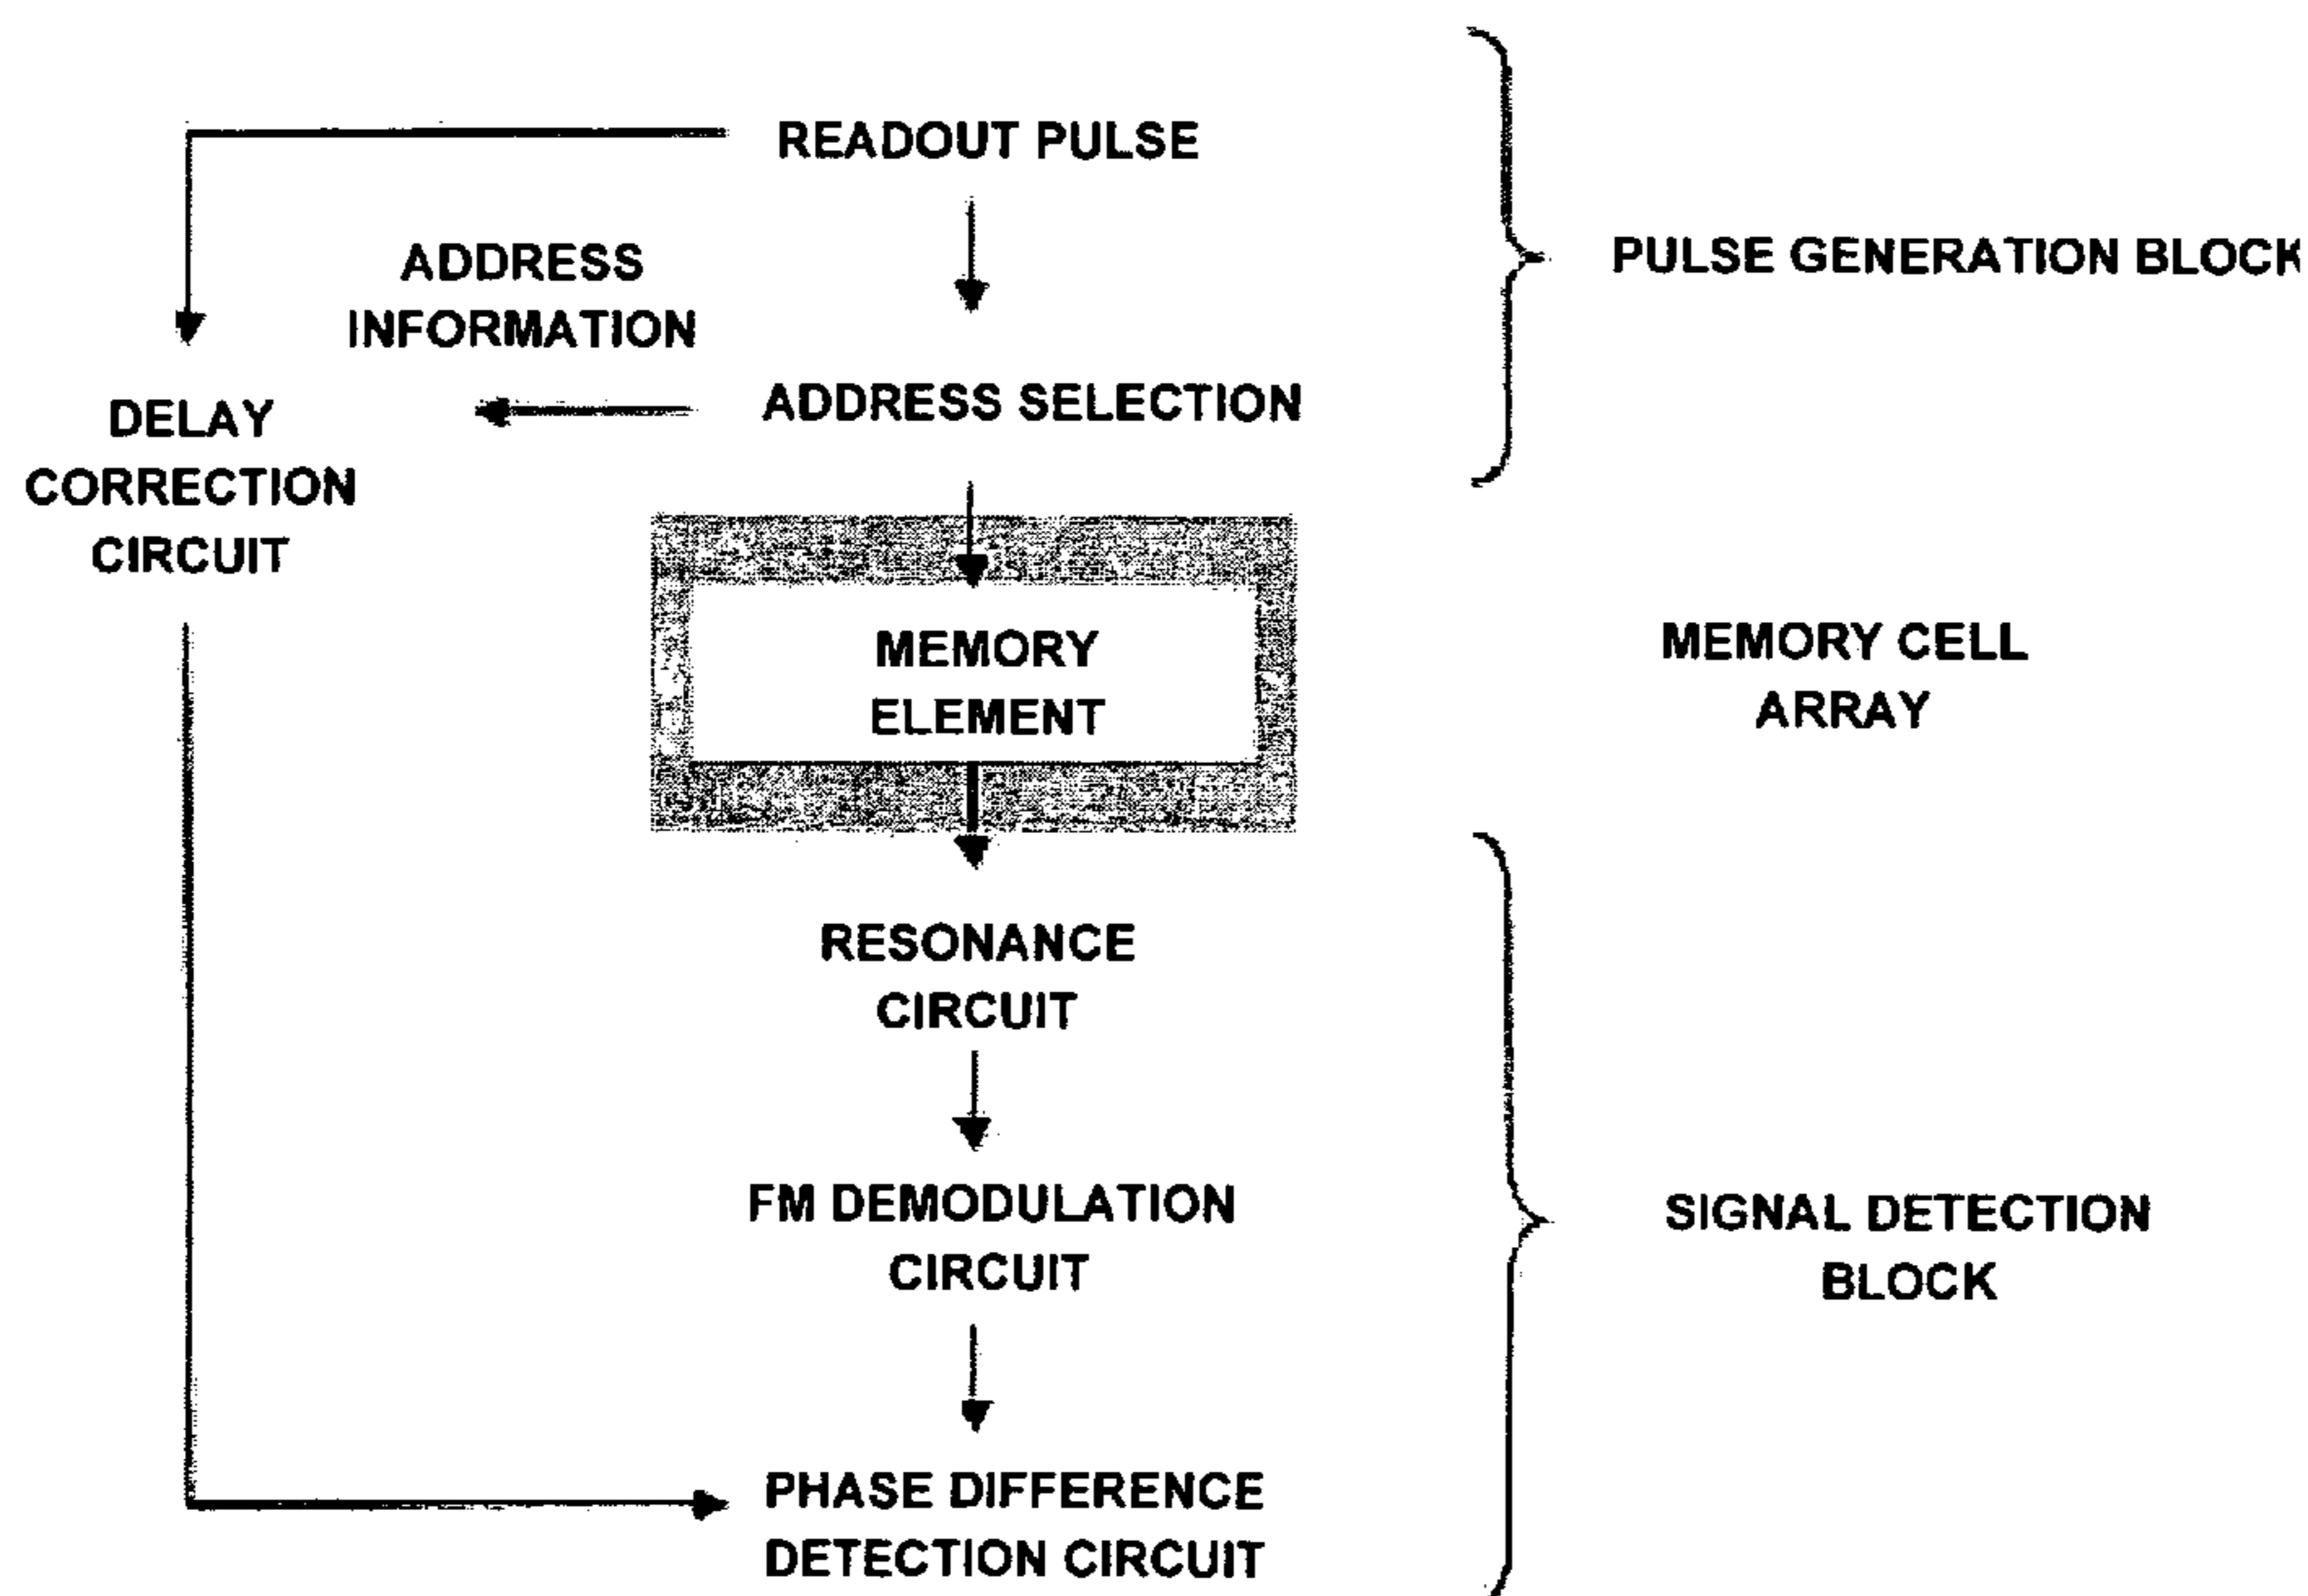 READOUT PULSE
ADDRESS
INFORMATION
PULSE GENERATION BLOCK
DELAY
CORRECTION
CIRCUIT
ADDRESS SELECTION
MEMORY
ELEMENT
MEMORY CELL
ARRAY
RESONANCE
CIRCUIT
FM DEMODULATION
CIRCUIT
SIGNAL DETECTION
BLOCK
PHASE DIFFERENCE
DETECTION CIRCUIT